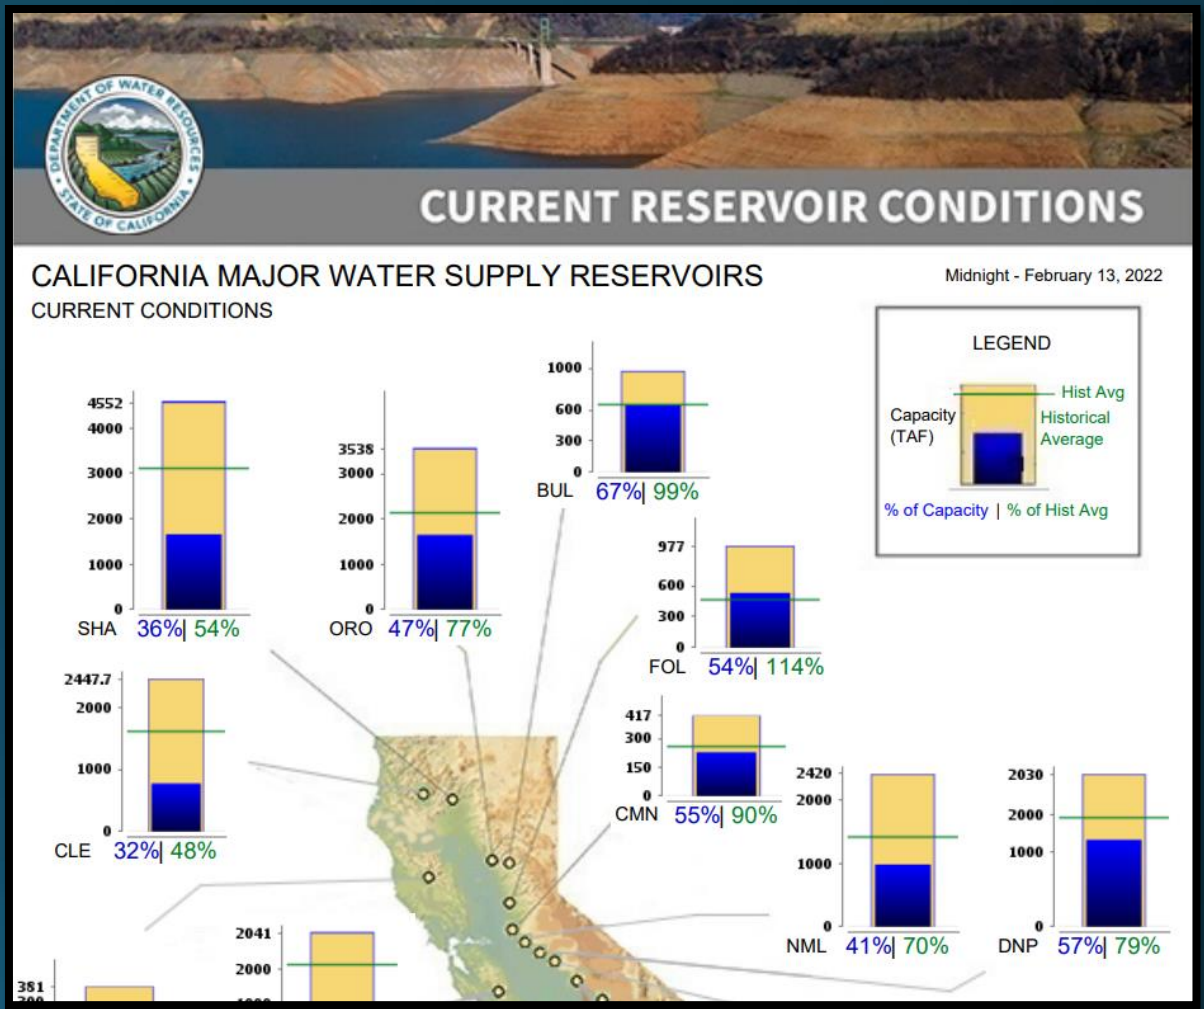 DEPARTMENT OF WATER RESOURCES
STATE OF CALIFORNIA
CURRENT RESERVOIR CONDITIONS
CALIFORNIA MAJOR WATER SUPPLY RESERVOIRS
Midnight - February 13, 2022
CURRENT CONDITIONS
LEGEND
Hist Avg
Capacity
(TAF)
Historical
Average
% of Capacity | % of Hist Avg
4552
4000
3000
2000
1000
0
SHA 36%| 54%
3538
3000
2000
1000
0
ORO 47%| 77%
1000
600
300
0
BUL 67%| 99%
977
600
300
0
FOL 54%| 114%
2447.7
2000
1000
0
CLE 32%| 48%
417
300
150
0
CMN 55%| 90%
2420
2000
1000
0
NML 41%| 70%
2030
2000
1000
0
DNP 57%| 79%
2041
2000
381